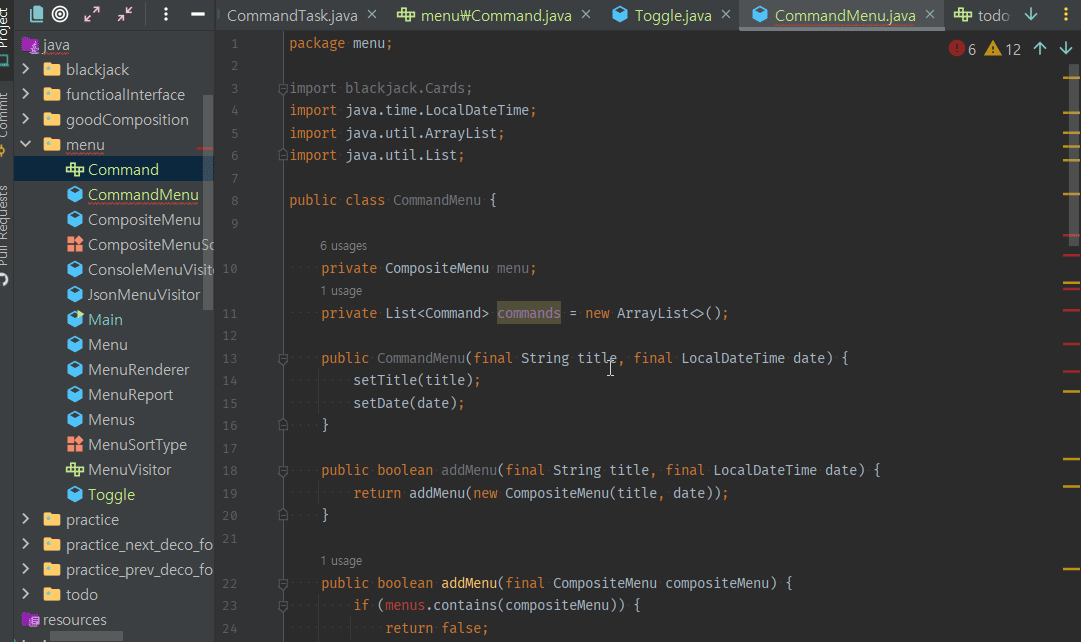 CommandTask.java
menu₩Command.java
Toggle.java
CommandMenu.java
todo
Project
Commit
Pull Requests
java
blackjack
functioalInterface
goodComposition
menu
Command
CommandMenu
CompositeMenu
CompositeMenuSo
ConsoleMenuVisit
JsonMenuVisitor
Main
Menu
MenuRenderer
MenuReport
Menus
MenuSortType
MenuVisitor
Toggle
practice
practice_next_deco_fo
practice_prev_deco_fo
todo
resources
6 12
1 package menu;
2
3 import blackjack.Cards;
4 import java.time.LocalDateTime;
5 import java.util.ArrayList;
6 import java.util.List;
7
8 public class CommandMenu {
9
6 usages
10 private CompositeMenu menu;
1 usage
11 private List<Command> commands = new ArrayList<>();
12
13 public CommandMenu(final String title, final LocalDateTime date) {
14 setTitle(title);
15 setDate(date);
16 }
17
18 public boolean addMenu(final String title, final LocalDateTime date) {
19 return addMenu(new CompositeMenu(title, date));
20 }
21
1 usage
22 public boolean addMenu(final CompositeMenu compositeMenu) {
23 if (menus.contains(compositeMenu)) {
24 return false;